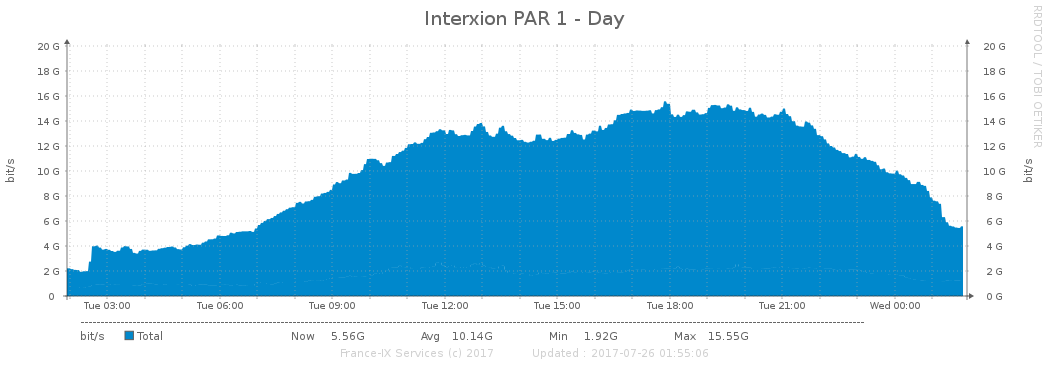 Interxion PAR 1 - Day
RRDTOOL / TOBI OETIKER
bit/s
bit/s
20 G 20 G
18 G 18 G
16 G 16 G
14 G 14 G
12 G 12 G
10 G 10 G
8 G 8 G
6 G 6 G
4 G 4 G
2 G 2 G
0 0 G
Tue 03:00 Tue 06:00 Tue 09:00 Tue 12:00 Tue 15:00 Tue 18:00 Tue 21:00 Wed 00:00
bit/s Total Now 5.56G Avg 10.14G Min 1.92G Max 15.55G
France-IX Services (c) 2017 Updated : 2017-07-26 01:55:06